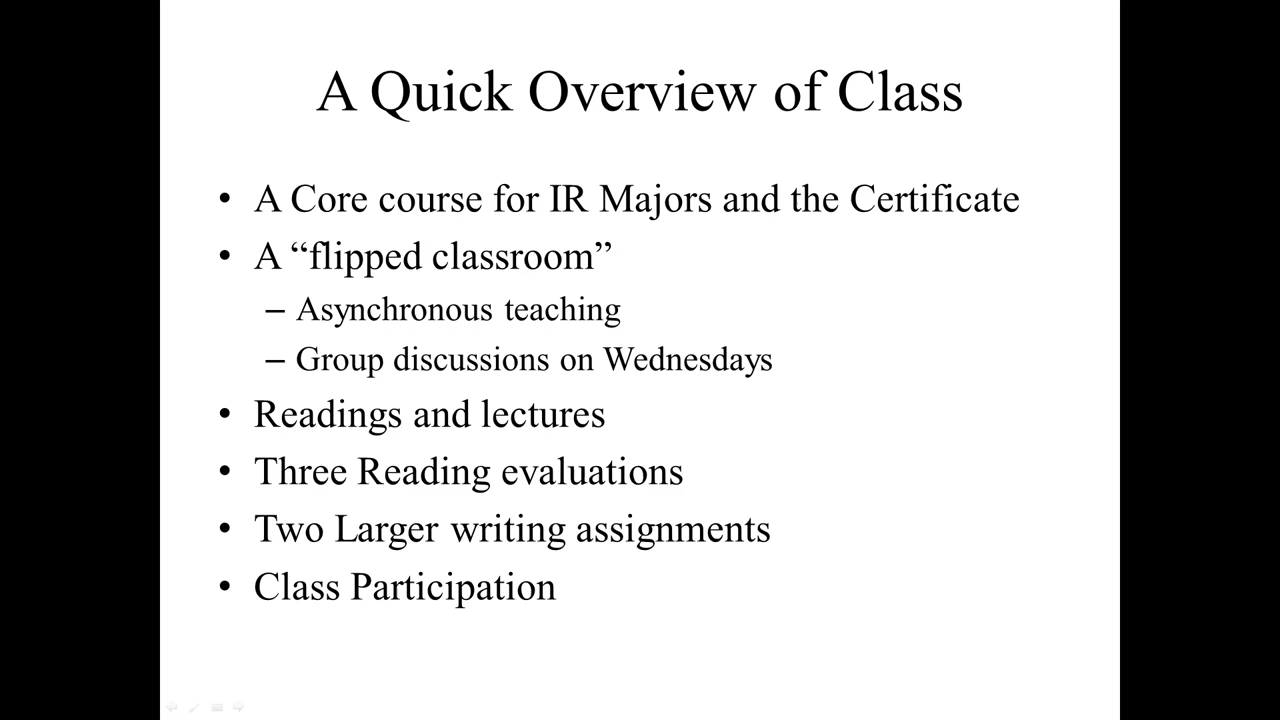 A Quick Overview of Class
• A Core course for IR Majors and the Certificate
• A “flipped classroom”
– Asynchronous teaching
– Group discussions on Wednesdays
• Readings and lectures
• Three Reading evaluations
• Two Larger writing assignments
• Class Participation